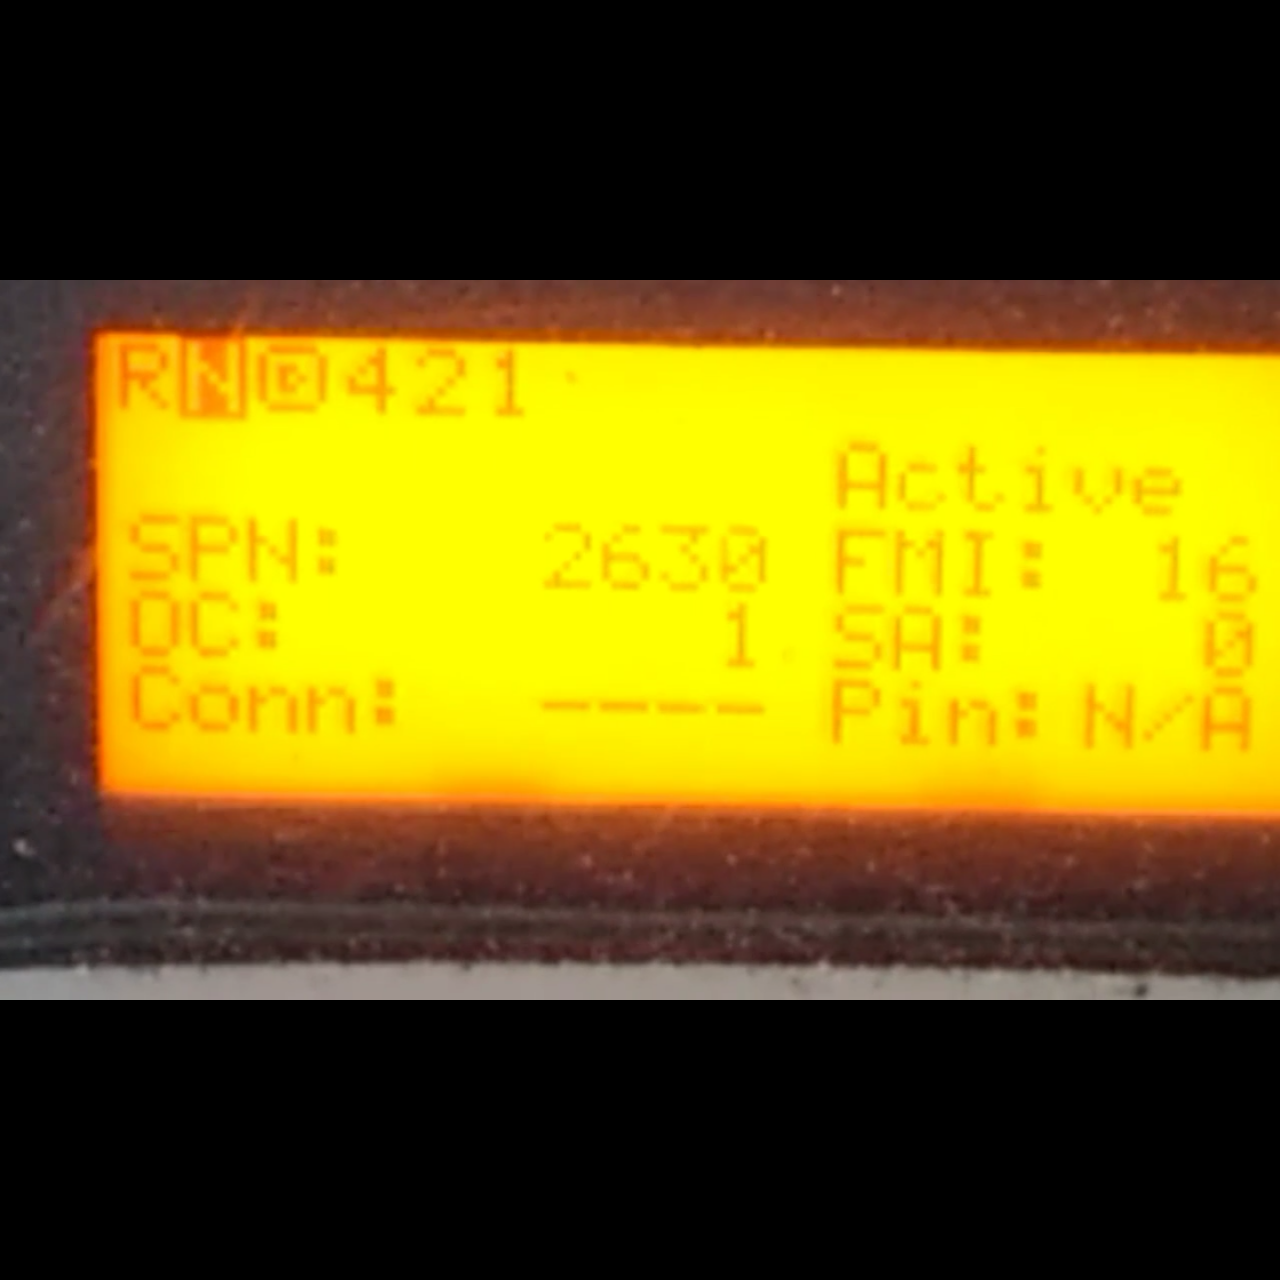 RN 421
Active
SPN: 2630 FMI: 16
OC: 1 SA: 0
Conn: ---- Pin: N/A